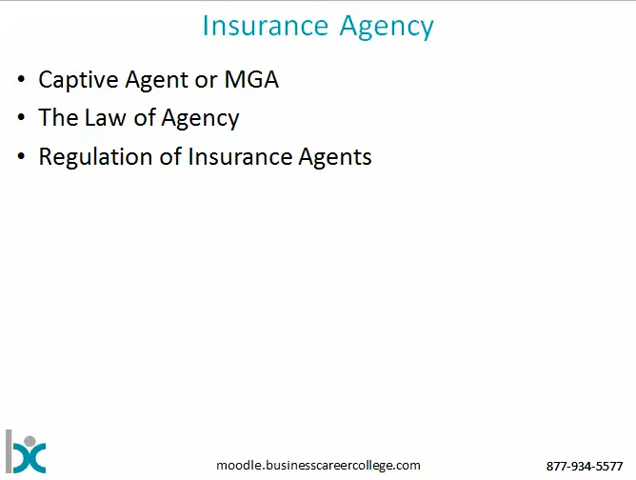 Insurance Agency
• Captive Agent or MGA
• The Law of Agency
• Regulation of Insurance Agents
moodle.businesscareercollege.com
877-934-5577